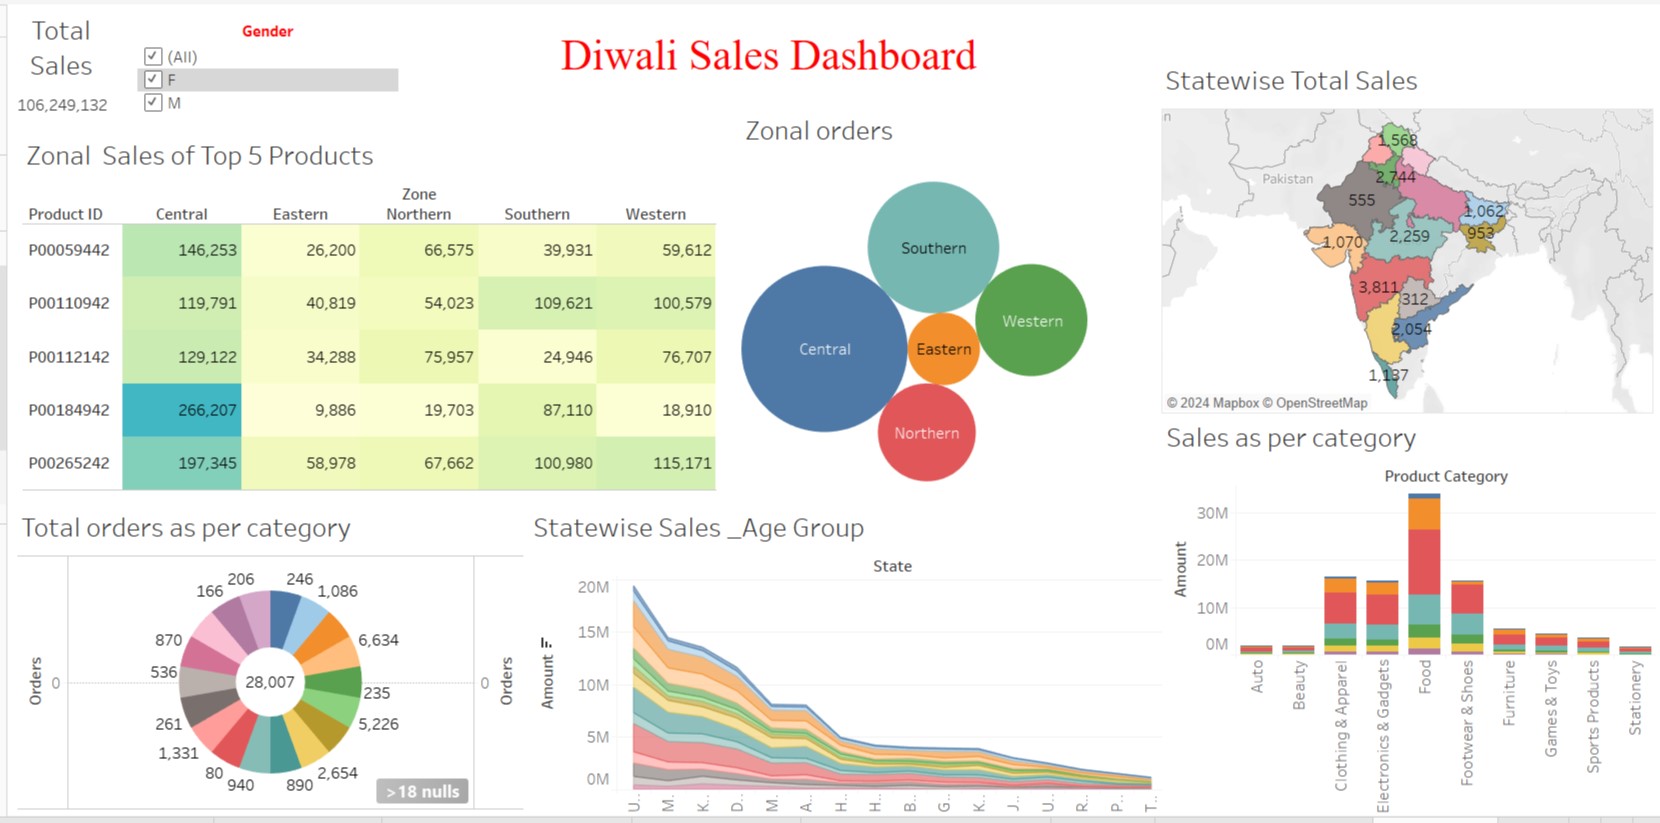 Total
Sales
106,249,132
Gender
(All)
F
M
Diwali Sales Dashboard
Zonal  Sales of Top 5 Products
Zone
Product ID Central Eastern Northern Southern Western
P00059442 146,253 26,200 66,575 39,931 59,612
P00110942 119,791 40,819 54,023 109,621 100,579
P00112142 129,122 34,288 75,957 24,946 76,707
P00184942 266,207 9,886 19,703 87,110 18,910
P00265242 197,345 58,978 67,662 100,980 115,171
Zonal orders
Southern
Western
Central
Eastern
Northern
Statewise Total Sales
n
Pakistan
1,568
2,744
555
1,062
953
1,070
2,259
3,811
312
2,054
1,137
© 2024 Mapbox © OpenStreetMap
Total orders as per category
Orders
0
206
246
166
1,086
870
6,634
536
28,007
235
261
5,226
1,331
2,654
80
940
890
0
Orders
>18 nulls
Statewise Sales _Age Group
State
Amount
20M
15M
10M
5M
0M
U..
M..
K..
D..
M..
A..
H..
H..
B..
G..
K..
J..
U..
R..
P..
T..
Sales as per category
Product Category
Amount
30M
20M
10M
0M
Auto
Beauty
Clothing & Apparel
Electronics & Gadgets
Food
Footwear & Shoes
Furniture
Games & Toys
Sports Products
Stationery